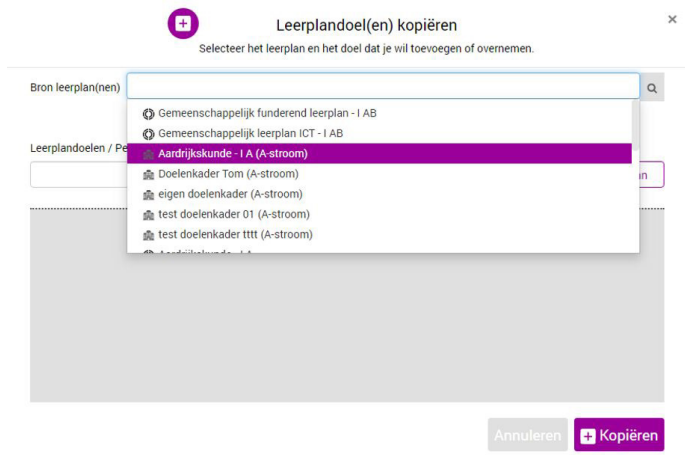 Leerplandoel(en) kopiëren
×
Selecteer het leerplan en het doel dat je wil toevoegen of overnemen.
Bron leerplan(nen)
Gemeenschappelijk funderend leerplan - I AB
Gemeenschappelijk leerplan ICT - I AB
Leerplandoelen / Pe
Aardrijkskunde - I A (A-stroom)
Doelenkader Tom (A-stroom)
eigen doelenkader (A-stroom)
test doelenkader 01 (A-stroom)
test doelenkader tttt (A-stroom)
Annuleren
Kopiëren